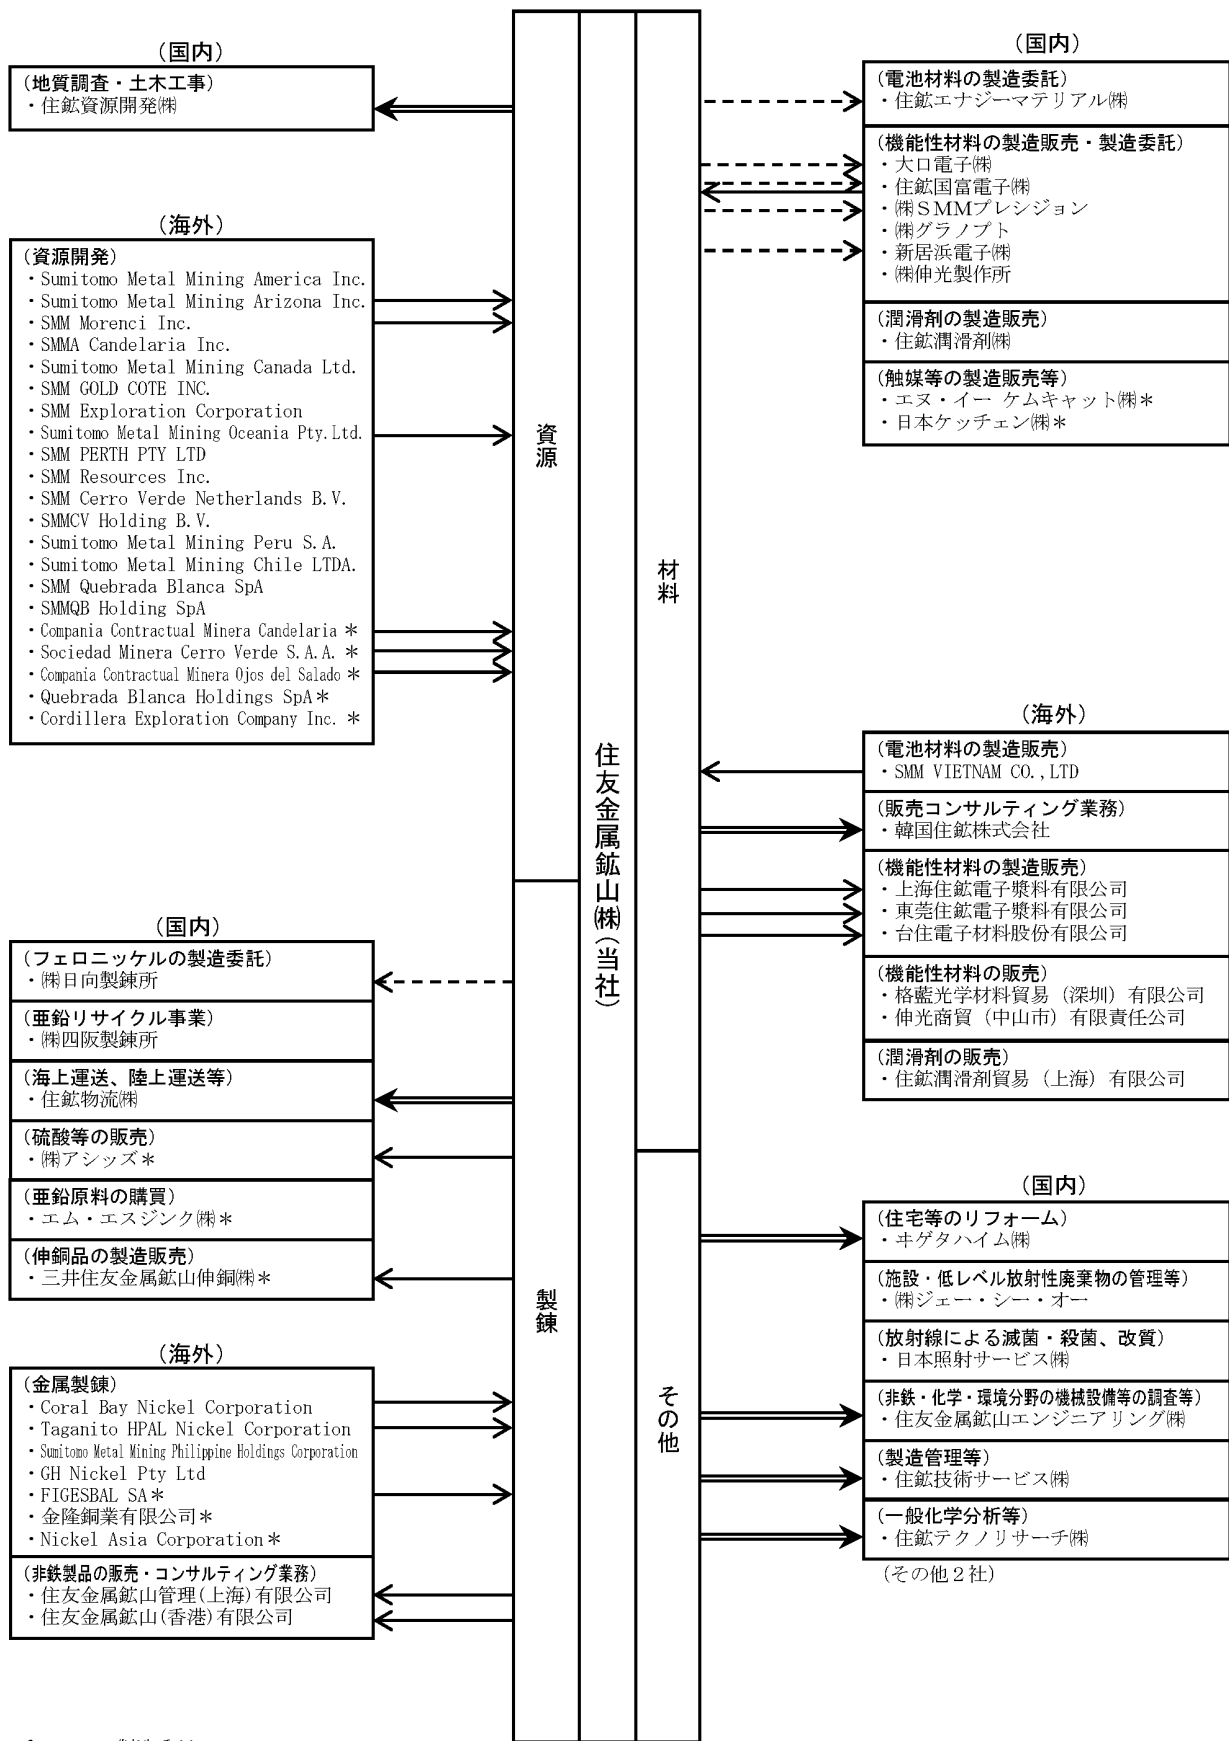 (国内)
(地質調査・土木工事)
・住鉱資源開発㈱
(海外)
(資源開発)
・Sumitomo Metal Mining America Inc.
・Sumitomo Metal Mining Arizona Inc.
・SMM Morenci Inc.
・SMMA Candelaria Inc.
・Sumitomo Metal Mining Canada Ltd.
・SMM GOLD COTE INC.
・SMM Exploration Corporation
・Sumitomo Metal Mining Oceania Pty.Ltd.
・SMM PERTH PTY LTD
・SMM Resources Inc.
・SMM Cerro Verde Netherlands B.V.
・SMMCV Holding B.V.
・Sumitomo Metal Mining Peru S.A.
・Sumitomo Metal Mining Chile LTDA.
・SMM Quebrada Blanca SpA
・SMMQB Holding SpA
・Compania Contractual Minera Candelaria ＊
・Sociedad Minera Cerro Verde S.A.A. ＊
・Compania Contractual Minera Ojos del Salado ＊
・Quebrada Blanca Holdings SpA＊
・Cordillera Exploration Company Inc. ＊
(国内)
(フェロニッケルの製造委託)
・㈱日向製錬所
(亜鉛リサイクル事業)
・㈱四阪製錬所
(海上運送、陸上運送等)
・住鉱物流㈱
(硫酸等の販売)
・㈱アシッズ＊
(亜鉛原料の購買)
・エム・エスジンク㈱＊
(伸銅品の製造販売)
・三井住友金属鉱山伸銅㈱＊
(海外)
(金属製錬)
・Coral Bay Nickel Corporation
・Taganito HPAL Nickel Corporation
・Sumitomo Metal Mining Philippine Holdings Corporation
・GH Nickel Pty Ltd
・FIGESBAL SA＊
・金隆銅業有限公司＊
・Nickel Asia Corporation＊
(非鉄製品の販売・コンサルティング業務)
・住友金属鉱山管理(上海)有限公司
・住友金属鉱山(香港)有限公司
資源
製錬
住友金属鉱山㈱(当社)
材料
その他
(国内)
(電池材料の製造委託)
・住鉱エナジーマテリアル㈱
(機能性材料の製造販売・製造委託)
・大口電子㈱
・住鉱国富電子㈱
・㈱ＳＭＭプレシジョン
・㈱グラノプト
・新居浜電子㈱
・㈱伸光製作所
(潤滑剤の製造販売)
・住鉱潤滑剤㈱
(触媒等の製造販売等)
・エヌ・イー ケムキャット㈱＊
・日本ケッチェン㈱＊
(海外)
(電池材料の製造販売)
・SMM VIETNAM CO.,LTD
(販売コンサルティング業務)
・韓国住鉱株式会社
(機能性材料の製造販売)
・上海住鉱電子漿料有限公司
・東莞住鉱電子漿料有限公司
・台住電子材料股份有限公司
(機能性材料の販売)
・格藍光学材料貿易（深圳）有限公司
・伸光商貿（中山市）有限責任公司
(潤滑剤の販売)
・住鉱潤滑剤貿易（上海）有限公司
(国内)
(住宅等のリフォーム)
・ヰゲタハイム㈱
(施設・低レベル放射性廃棄物の管理等)
・㈱ジェー・シー・オー
(放射線による滅菌・殺菌、改質)
・日本照射サービス㈱
(非鉄・化学・環境分野の機械設備等の調査等)
・住友金属鉱山エンジニアリング㈱
(製造管理等)
・住鉱技術サービス㈱
(一般化学分析等)
・住鉱テクノリサーチ㈱
(その他２社)